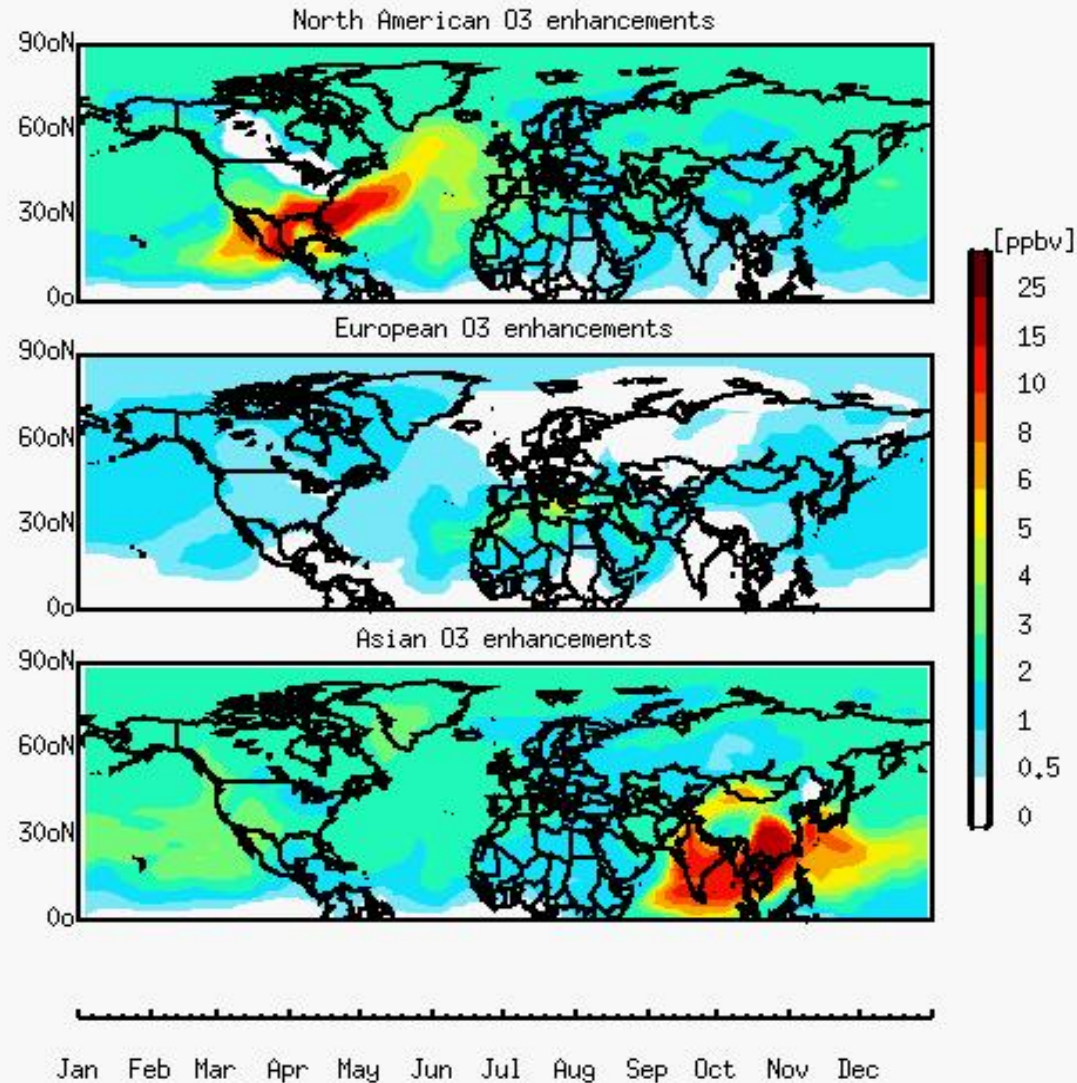 North American O3 enhancements
90oN
60oN
30oN
0o
European O3 enhancements
90oN
60oN
30oN
0o
Asian O3 enhancements
90oN
60oN
30oN
0o
[ppbv]
25
15
10
8
6
5
4
3
2
1
0.5
0
Jan Feb Mar Apr May Jun Jul Aug Sep Oct Nov Dec